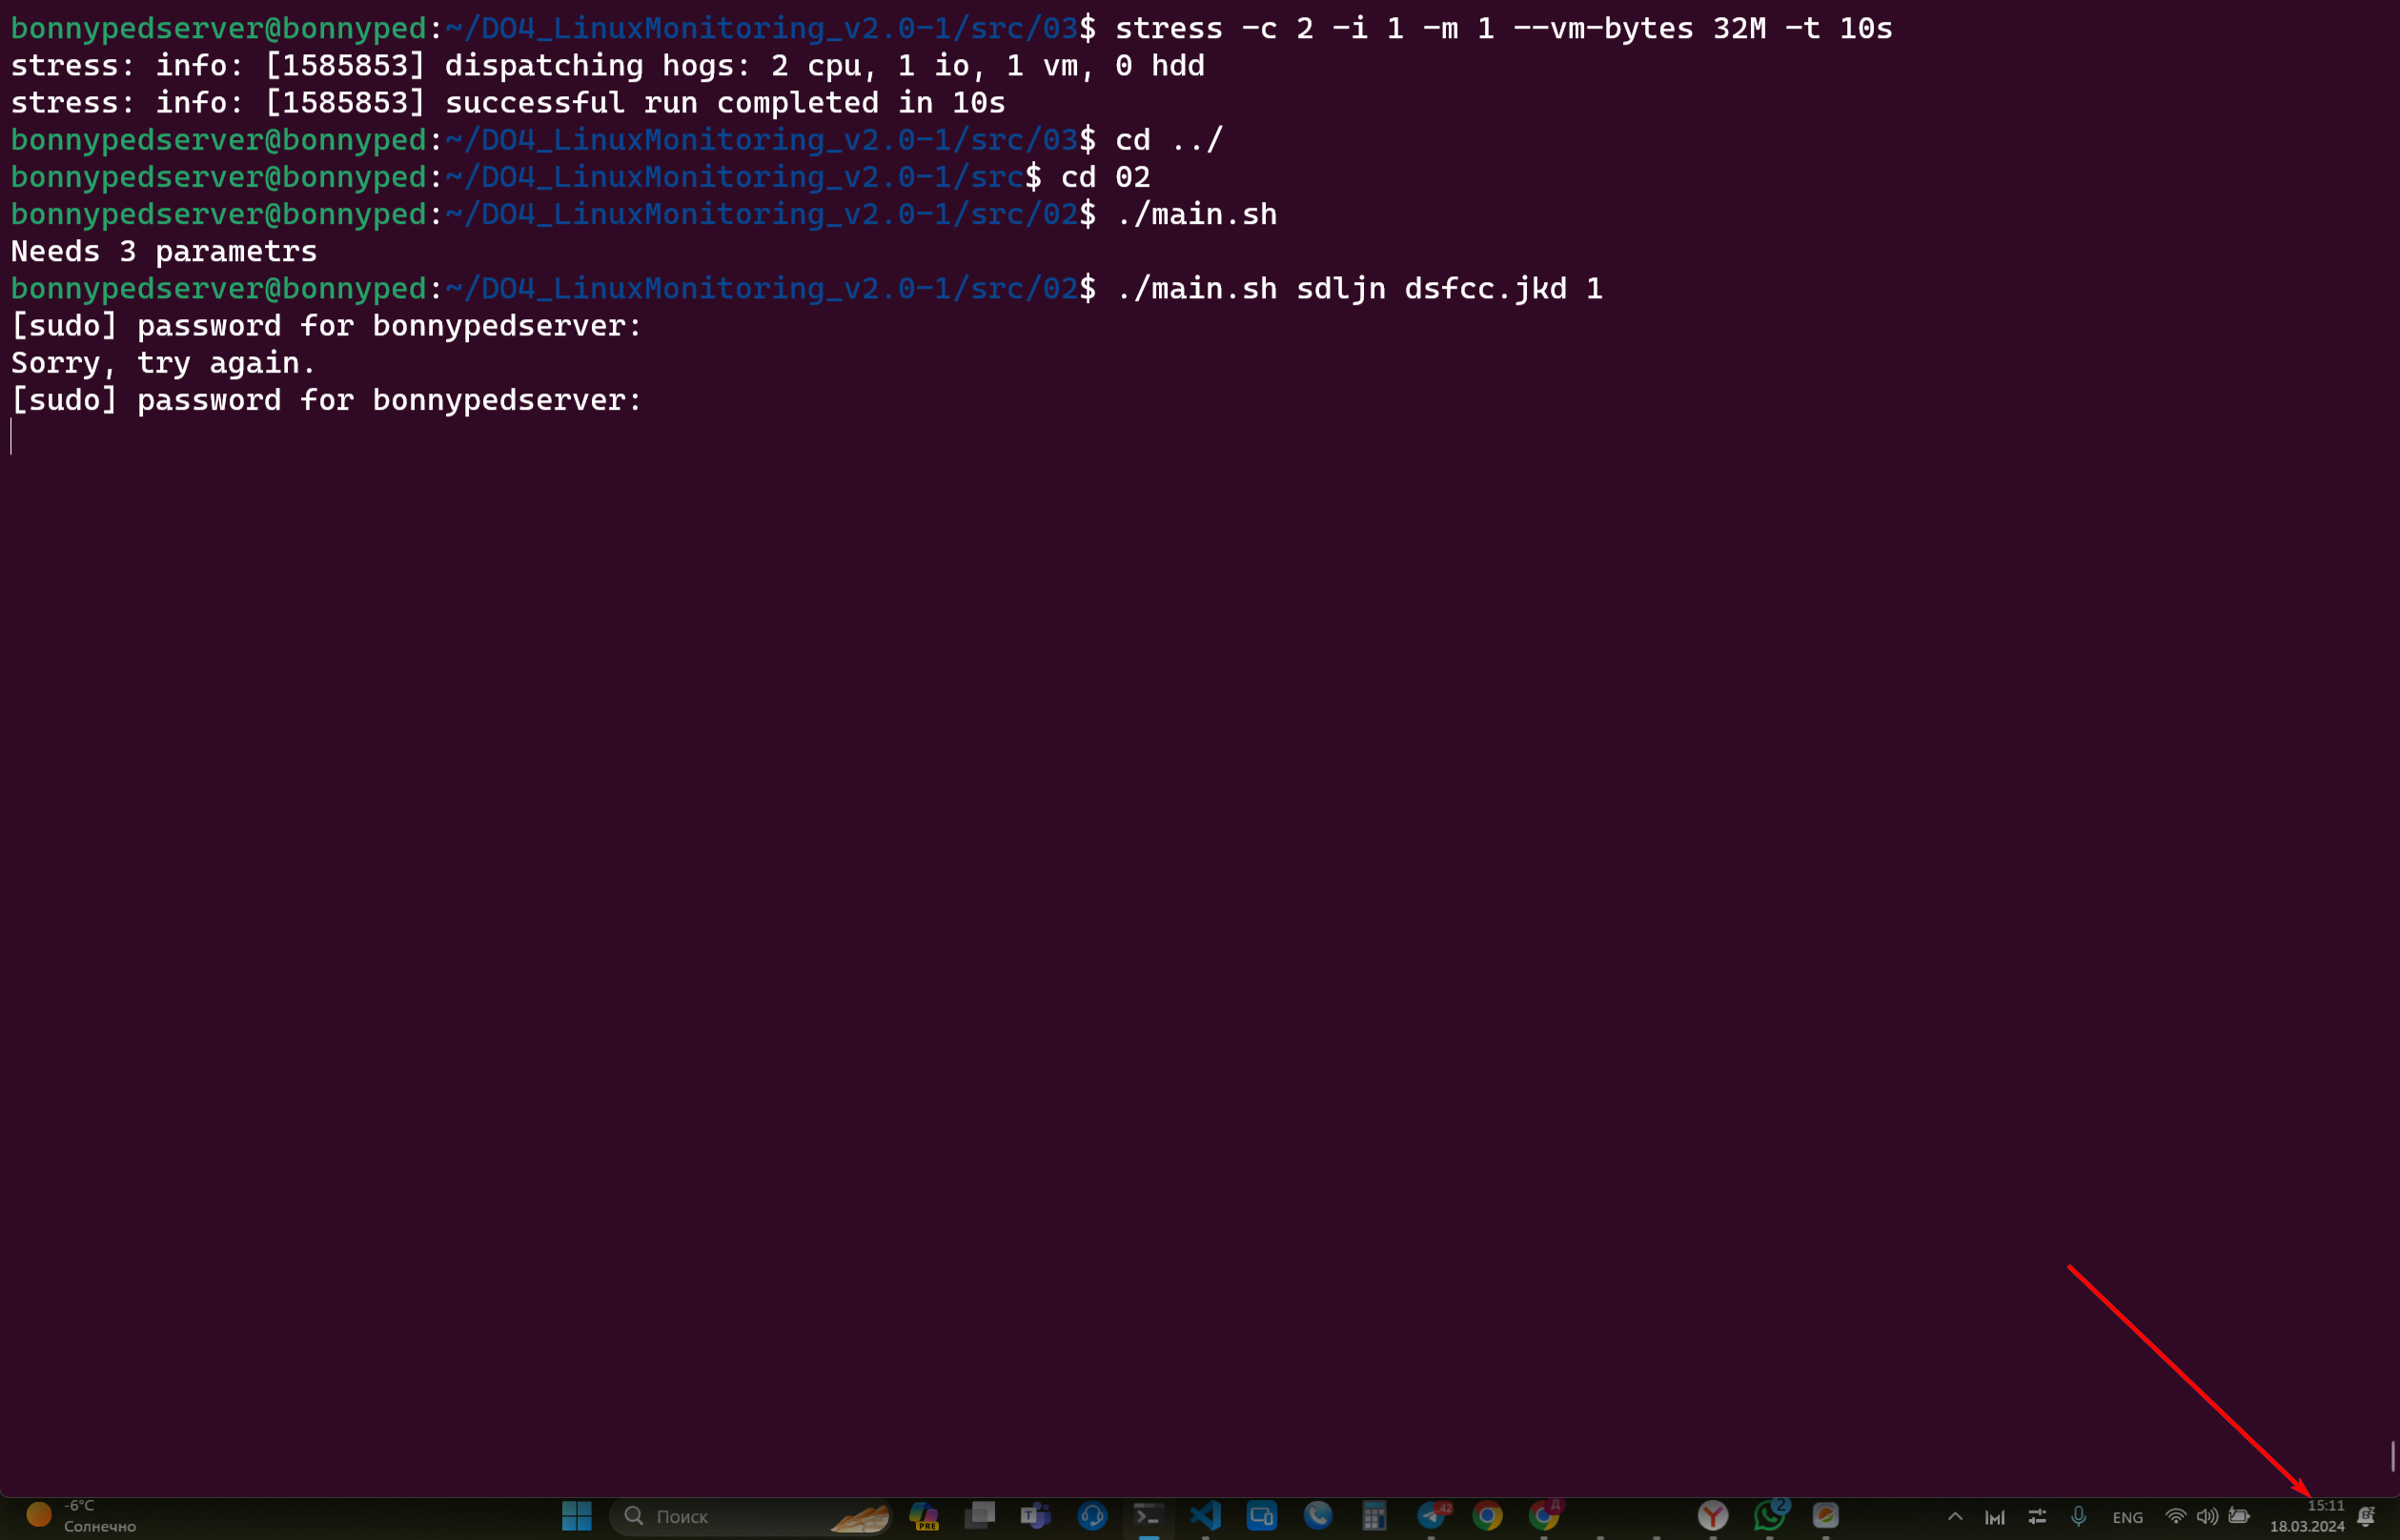 bonnypedserver@bonnyped:~/DO4_LinuxMonitoring_v2.0-1/src/03$ stress -c 2 -i 1 -m 1 --vm-bytes 32M -t 10s
stress: info: [1585853] dispatching hogs: 2 cpu, 1 io, 1 vm, 0 hdd
stress: info: [1585853] successful run completed in 10s
bonnypedserver@bonnyped:~/DO4_LinuxMonitoring_v2.0-1/src/03$ cd ../
bonnypedserver@bonnyped:~/DO4_LinuxMonitoring_v2.0-1/src$ cd 02
bonnypedserver@bonnyped:~/DO4_LinuxMonitoring_v2.0-1/src/02$ ./main.sh
Needs 3 parametrs
bonnypedserver@bonnyped:~/DO4_LinuxMonitoring_v2.0-1/src/02$ ./main.sh sdljn dsfcc.jkd 1
[sudo] password for bonnypedserver:
Sorry, try again.
[sudo] password for bonnypedserver:
-6°C
Солнечно
Поиск
PRE
42
Д
2
ENG
15:11
18.03.2024